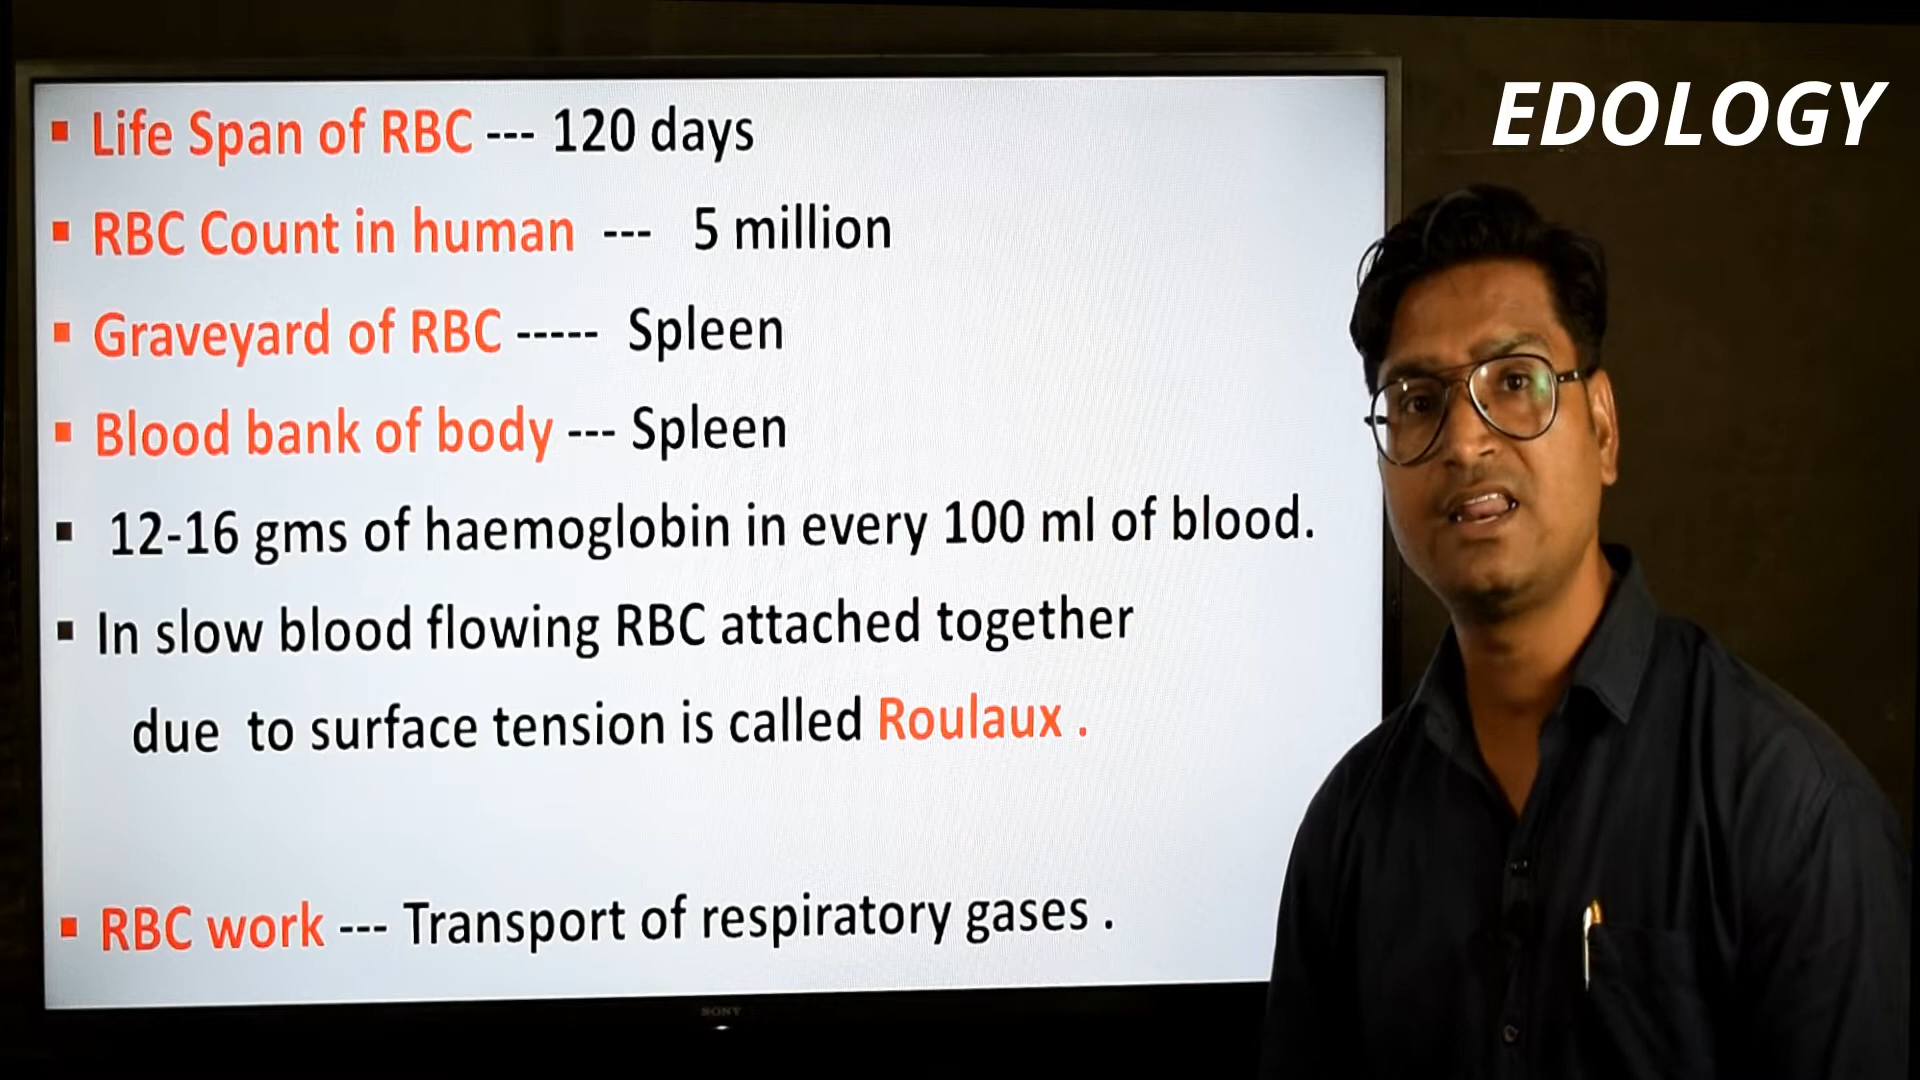 EDOLOGY
▪ Life Span of RBC --- 120 days
▪ RBC Count in human --- 5 million
▪ Graveyard of RBC ----- Spleen
▪ Blood bank of body --- Spleen
▪ 12-16 gms of haemoglobin in every 100 ml of blood.
▪ In slow blood flowing RBC attached together
due to surface tension is called Roulaux .
▪ RBC work --- Transport of respiratory gases .
SONY